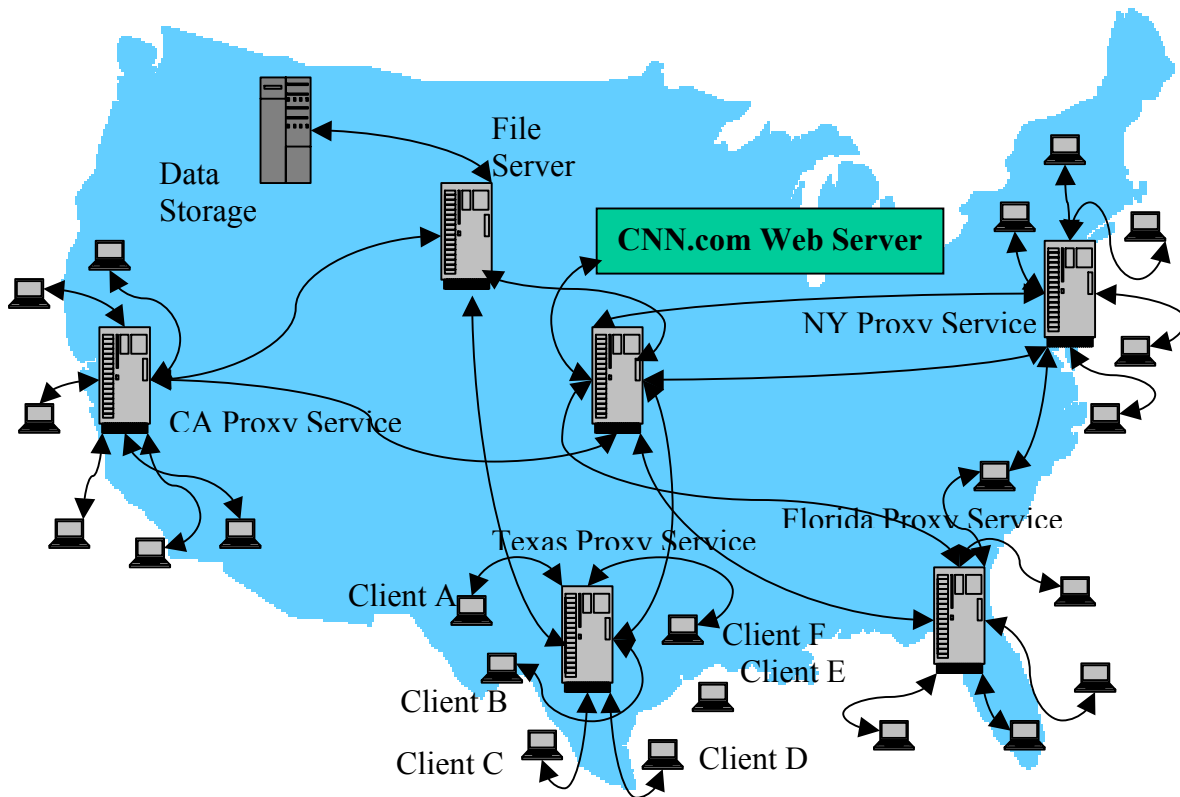 File
Server
Data
Storage
CNN.com Web Server
NY Proxy Service
CA Proxy Service
Florida Proxy Service
Texas Proxy Service
Client A
Client F
Client E
Client B
Client C
Client D